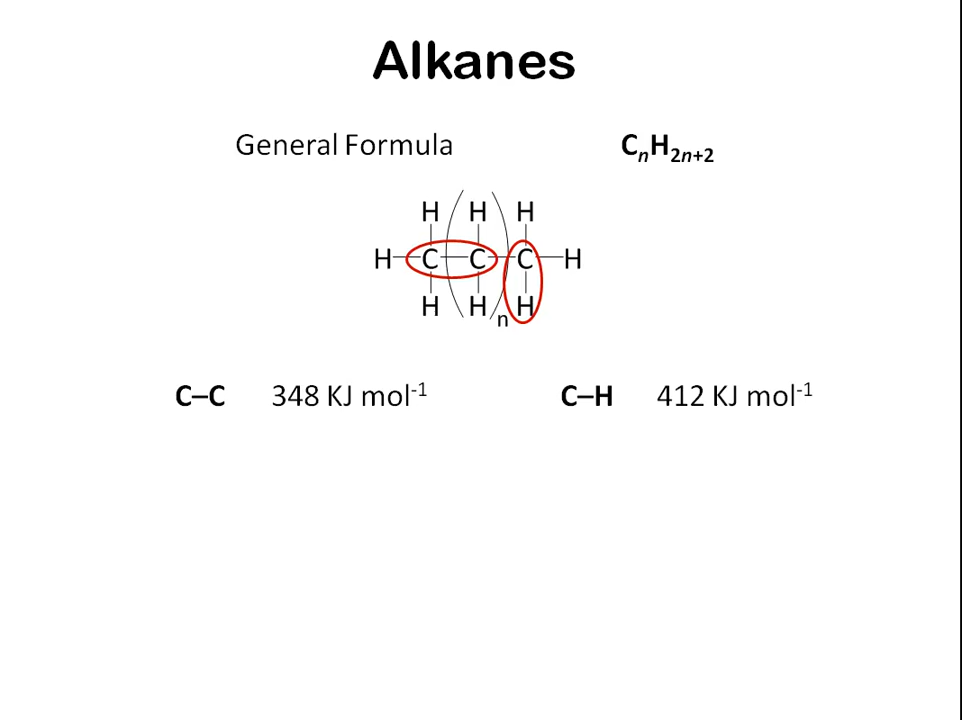 Alkanes
General Formula CnH2n+2
H H H
H C C C H
H H n H
C–C 348 KJ mol-1 C–H 412 KJ mol-1